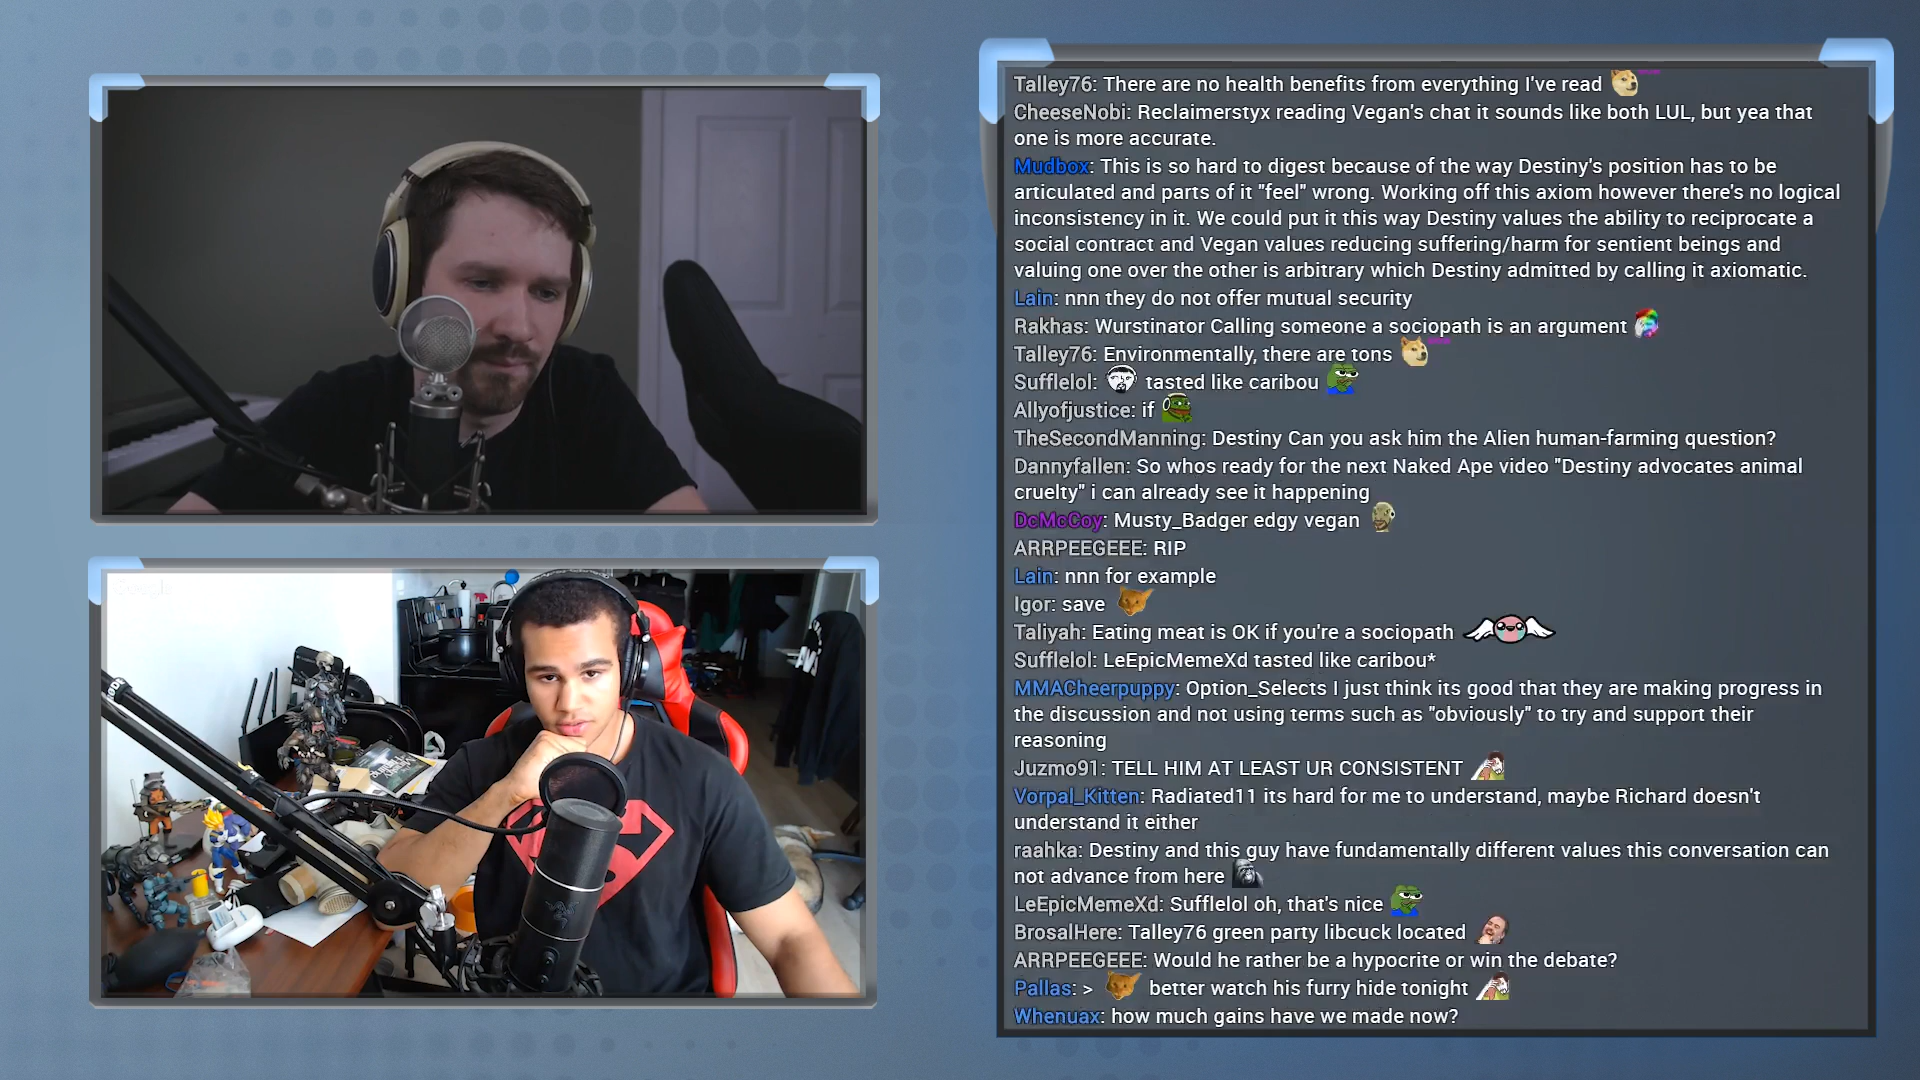 Talley76: There are no health benefits from everything I've read
CheeseNobi: Reclaimerstyx reading Vegan's chat it sounds like both LUL, but yea that
one is more accurate.
Mudbox: This is so hard to digest because of the way Destiny's position has to be
articulated and parts of it "feel" wrong. Working off this axiom however there's no logical
inconsistency in it. We could put it this way Destiny values the ability to reciprocate a
social contract and Vegan values reducing suffering/harm for sentient beings and
valuing one over the other is arbitrary which Destiny admitted by calling it axiomatic.
Lain: nnn they do not offer mutual security
Rakhas: Wurstinator Calling someone a sociopath is an argument
Talley76: Environmentally, there are tons
Sufflelol: tasted like caribou
Allyofjustice: if
TheSecondManning: Destiny Can you ask him the Alien human-farming question?
Dannyfallen: So whos ready for the next Naked Ape video "Destiny advocates animal
cruelty" i can already see it happening
DcMcCoy: Musty_Badger edgy vegan
ARRPEEGEEE: RIP
Lain: nnn for example
Igor: save
Taliyah: Eating meat is OK if you're a sociopath
Sufflelol: LeEpicMemeXd tasted like caribou*
MMACheerpuppy: Option_Selects I just think its good that they are making progress in
the discussion and not using terms such as "obviously" to try and support their
reasoning
Juzmo91: TELL HIM AT LEAST UR CONSISTENT
Vorpal_Kitten: Radiated11 its hard for me to understand, maybe Richard doesn't
understand it either
raahka: Destiny and this guy have fundamentally different values this conversation can
not advance from here
LeEpicMemeXd: Sufflelol oh, that's nice
BrosalHere: Talley76 green party libcuck located
ARRPEEGEEE: Would he rather be a hypocrite or win the debate?
Pallas: > better watch his furry hide tonight
Whenuax: how much gains have we made now?